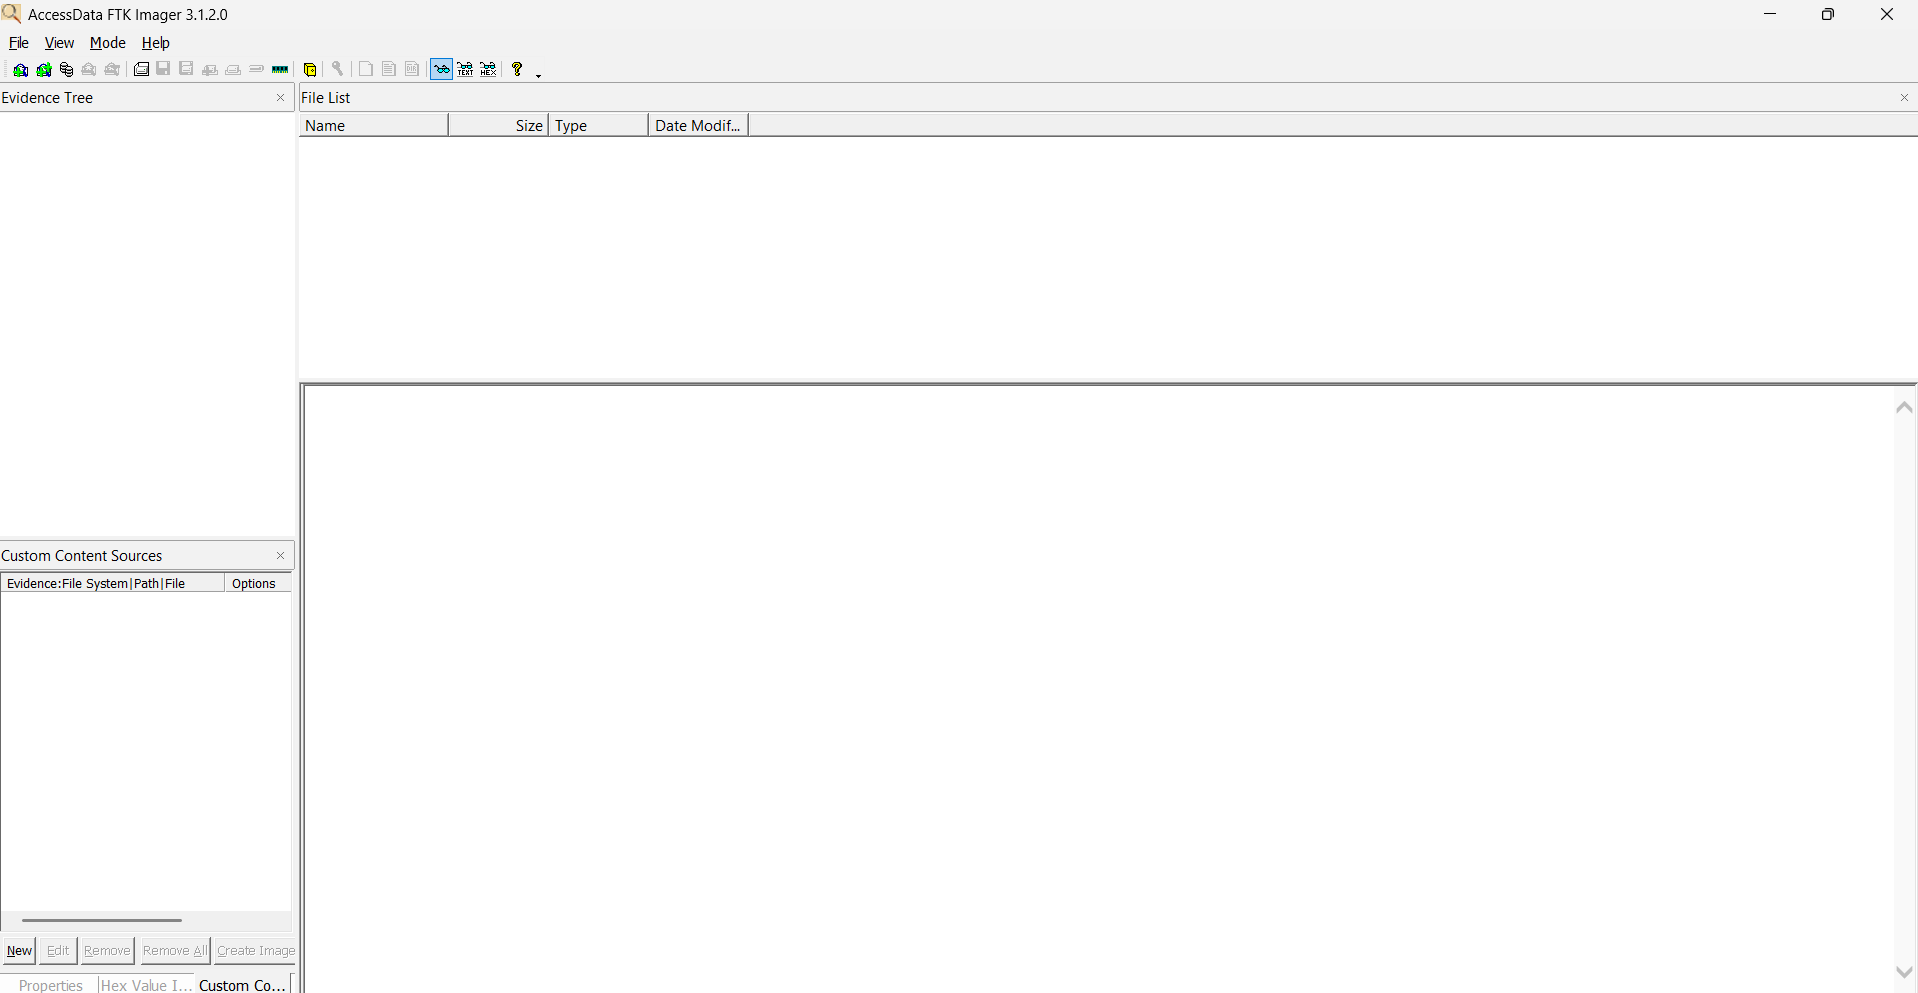 AccessData FTK Imager 3.1.2.0
File View Mode Help
TEXT HEX ?
Evidence Tree
File List
Name Size Type Date Modif...
Custom Content Sources
Evidence:File System|Path|File Options
New Edit Remove Remove All Create Image
Properties Hex Value I... Custom Co...